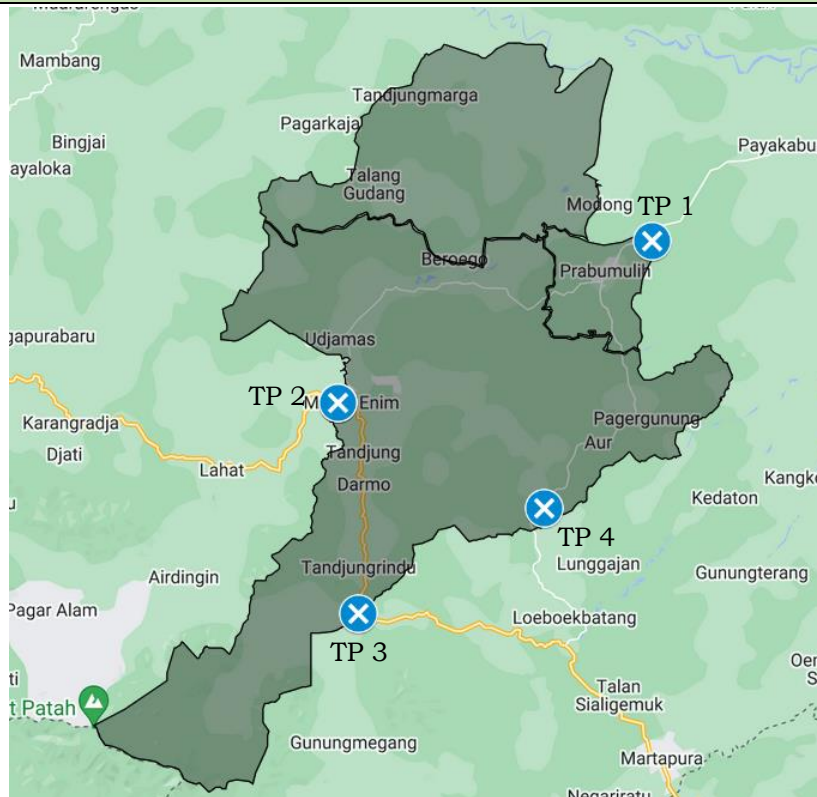 Mambang
Tandjungmarga
Pagarkaja
Bingjai
ayaloka
Payakabu
Talang
Gudang
Modong
TP 1
Beroego
Prabumulih
gapurabaru
Udjamas
TP 2
Enim
Karangradja
Djati
Pagergunung
Aur
Tandjung
Darmo
Lahat
Kangke
Kedaton
TP 4
Lunggajan
Airdingin
Tandjungrindu
Gunungterang
Pagar Alam
Loeboekbatang
TP 3
ti
t Patah
Talan
Sialigemuk
Gunungmegang
Martapura
Negariratu